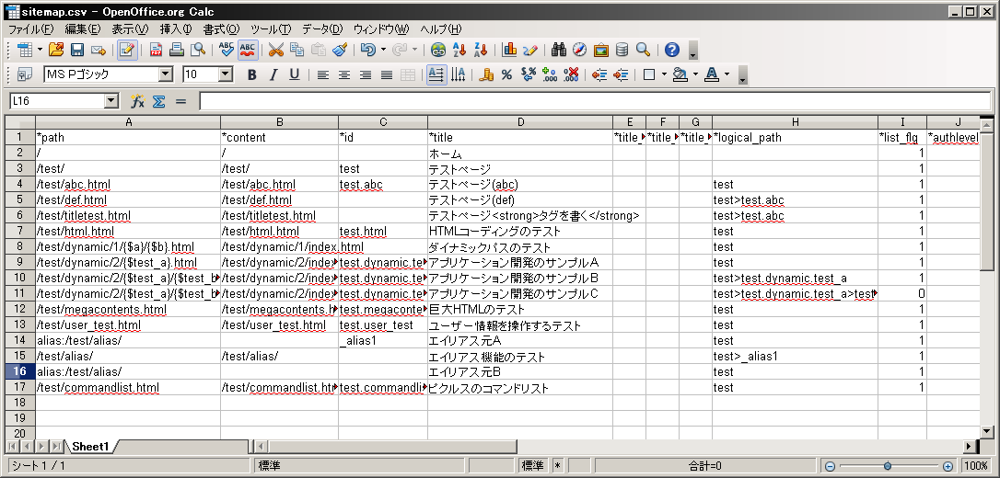 sitemap.csv - OpenOffice.org Calc
ファイル(F) 編集(E) 表示(V) 挿入(I) 書式(O) ツール(T) データ(D) ウィンドウ(W) ヘルプ(H)
MS Pゴシック 10 B I U
L16
A B C D E F G H I J
1 *path *content *id *title *title_ *title_ *title_ *logical_path *list_flg *authlevel
2 / / ホーム 1
3 /test/ /test/ test テストページ 1
4 /test/abc.html /test/abc.html test.abc テストページ(abc) test 1
5 /test/def.html /test/def.html テストページ(def) test>test.abc 1
6 /test/titletest.html /test/titletest.html テストページ<strong>タグを書く</strong> test>test.abc 1
7 /test/html.html /test/html.html test.html HTMLコーディングのテスト test 1
8 /test/dynamic/1/{$a}/{$b}.html /test/dynamic/1/index.html ダイナミックパスのテスト test 1
9 /test/dynamic/2/{$test_a}.html /test/dynamic/2/inde test.dynamic.te アプリケーション開発のサンプルA test 1
10 /test/dynamic/2/{$test_a}/{$test_b /test/dynamic/2/inde test.dynamic.te アプリケーション開発のサンプルB test>test.dynamic.test_a 1
11 /test/dynamic/2/{$test_a}/{$test_b /test/dynamic/2/inde test.dynamic.te アプリケーション開発のサンプルC test>test.dynamic.test_a>test 0
12 /test/megacontents.html /test/megacontents.h test.megaconte 巨大HTMLのテスト test 1
13 /test/user_test.html /test/user_test.html test.user_test ユーザー情報を操作するテスト test 1
14 alias:/test/alias/ _alias1 エイリアス元A test 1
15 /test/alias/ /test/alias/ エイリアス機能のテスト test>_alias1 1
16 alias:/test/alias/ エイリアス元B test 1
17 /test/commandlist.html /test/commandlist.ht test.commandli ピクルスのコマンドリスト test 1
18
19
20
Sheet1
シート 1 / 1 標準 標準 * 合計=0 100%